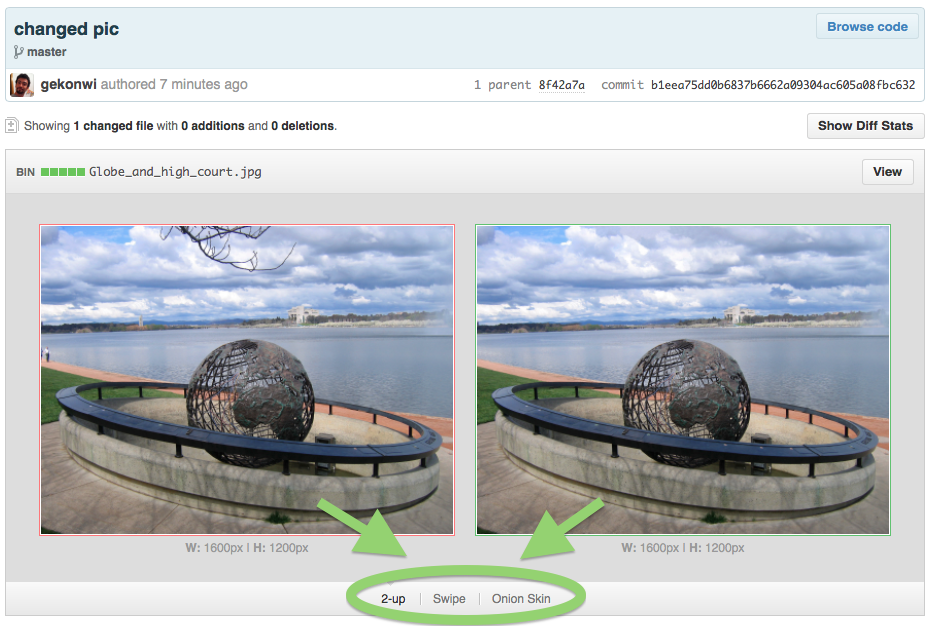 changed pic
Browse code
master
gekonwi authored 7 minutes ago
1 parent 8f42a7a commit b1eea75dd0b6837b6662a09304ac605a08fbc632
Showing 1 changed file with 0 additions and 0 deletions.
Show Diff Stats
BIN Globe_and_high_court.jpg
View
W: 1600px | H: 1200px
W: 1600px | H: 1200px
2-up | Swipe | Onion Skin